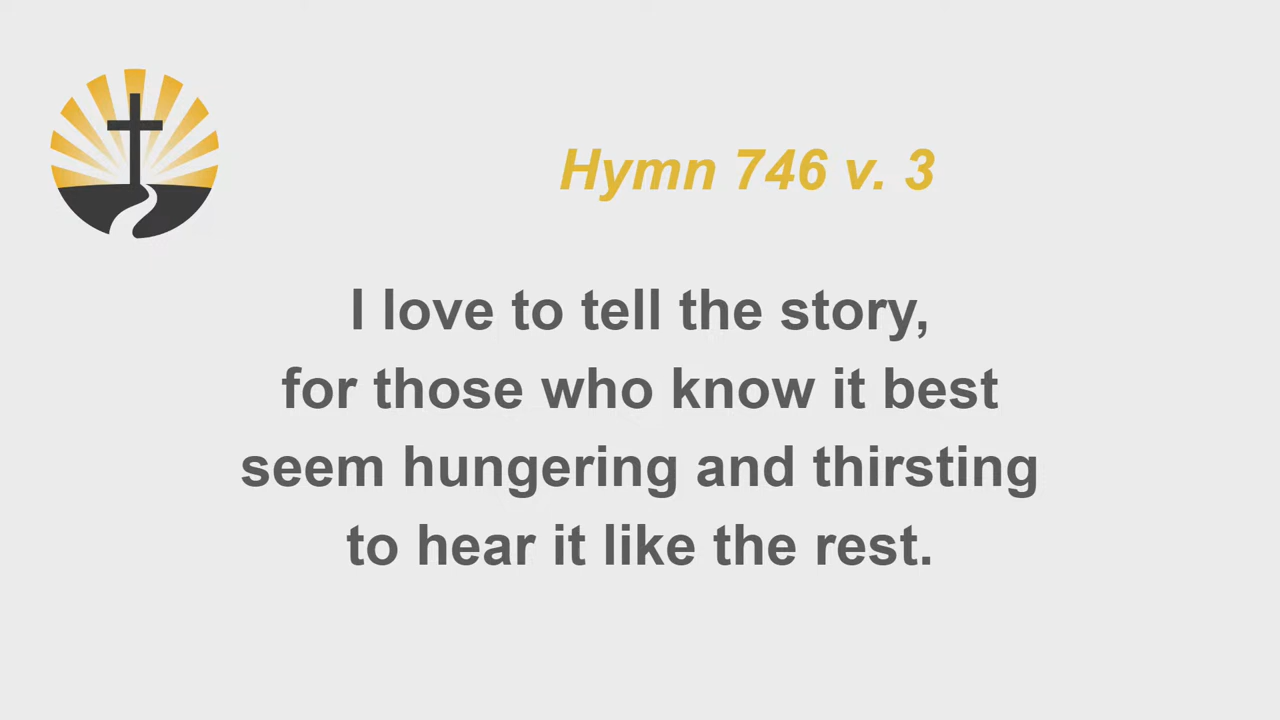 Hymn 746 v. 3
I love to tell the story,
for those who know it best
seem hungering and thirsting
to hear it like the rest.